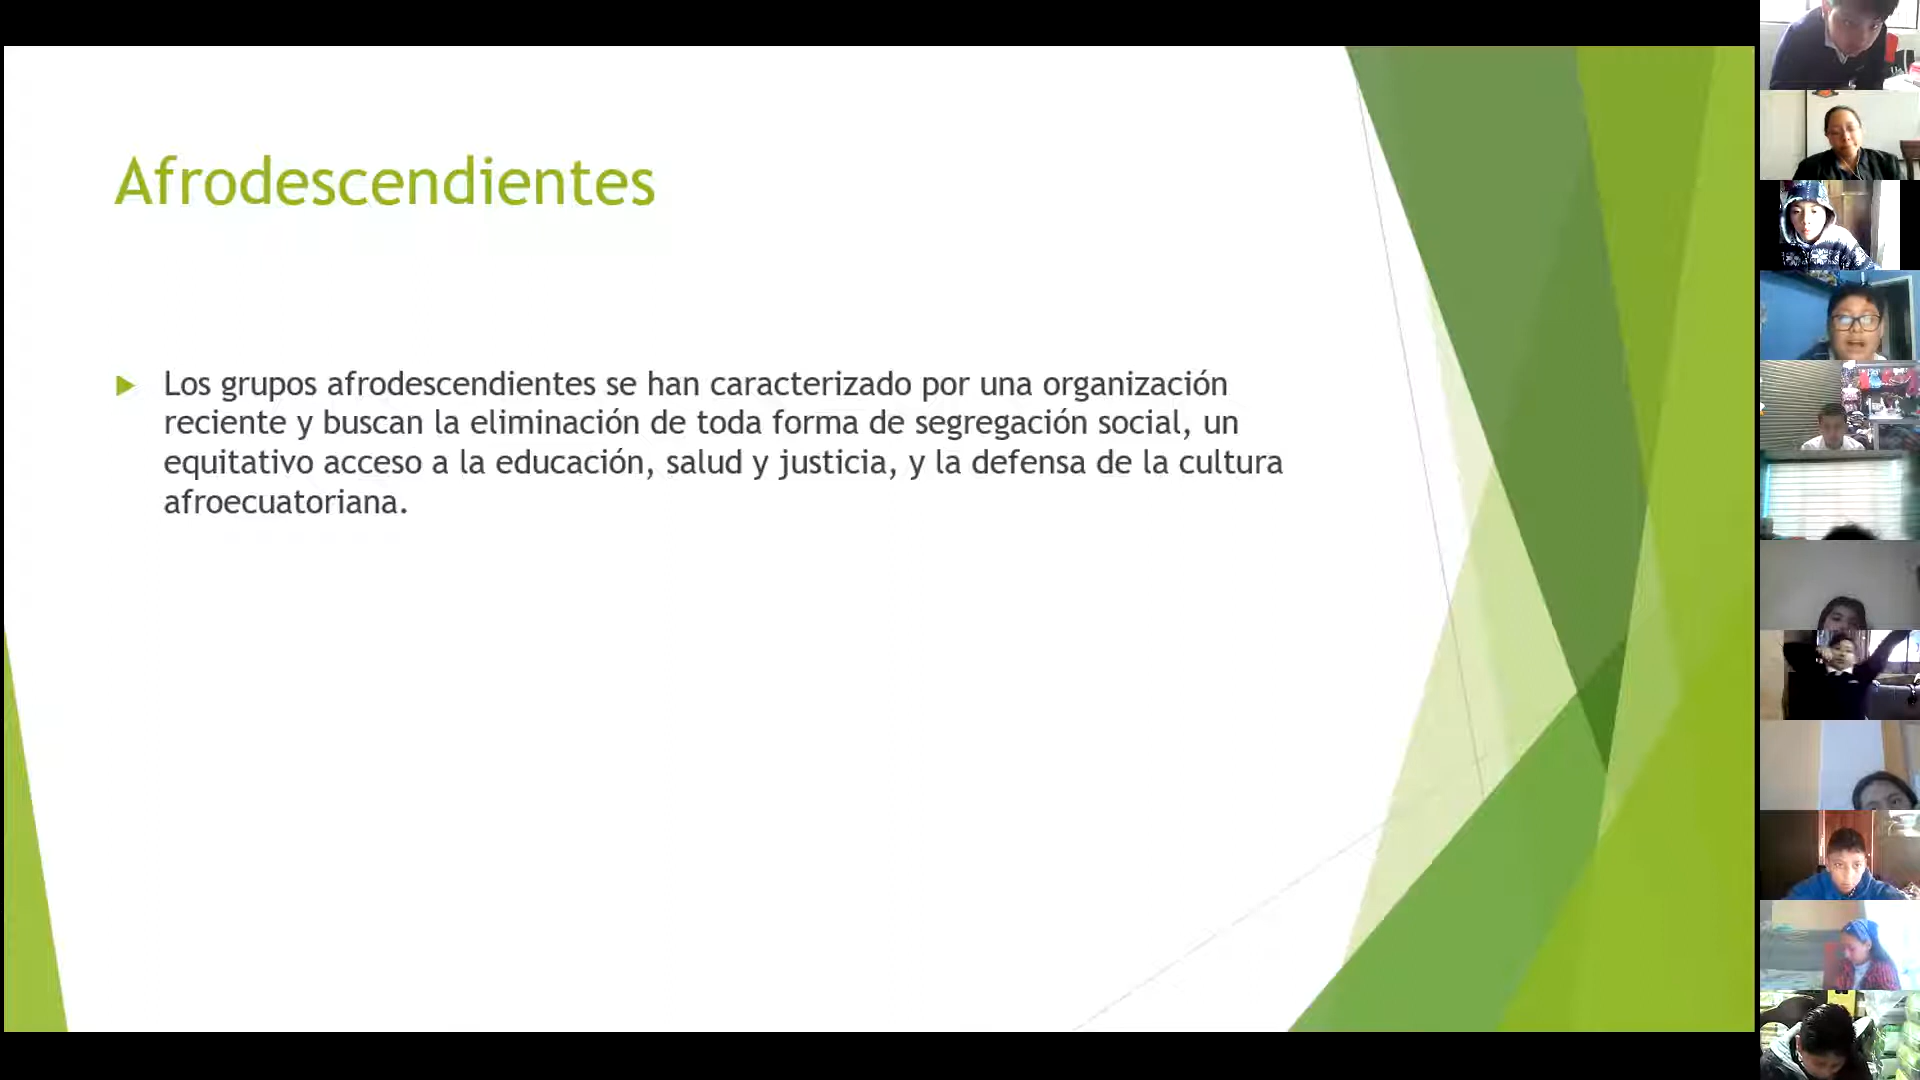 Afrodescendientes
Los grupos afrodescendientes se han caracterizado por una organización
reciente y buscan la eliminación de toda forma de segregación social, un
equitativo acceso a la educación, salud y justicia, y la defensa de la cultura
afroecuatoriana.